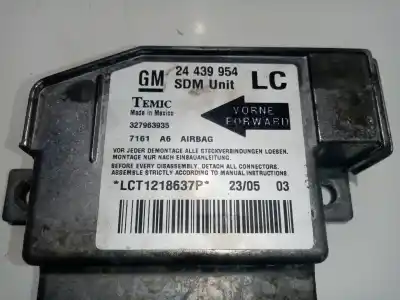 GM 24 439 954 LC
SDM Unit
TEMIC
Made in Mexico
VORNE
FORWARD
327963935
7161 A6 AIRBAG
VOR JEDER DEMONTAGE ALLE STECKVERBINDUNGEN LOESEN.
MONTAGE NUR NACH EINBAUANLEITUNG.
BEFORE EVERY DISASSEMBLY, DETACH ALL CONNECTORS.
ASSEMBLE STRICTLY ACCORDING TO MANUAL INSTRUCTIONS.
*LCT1218637P* 23/05 03